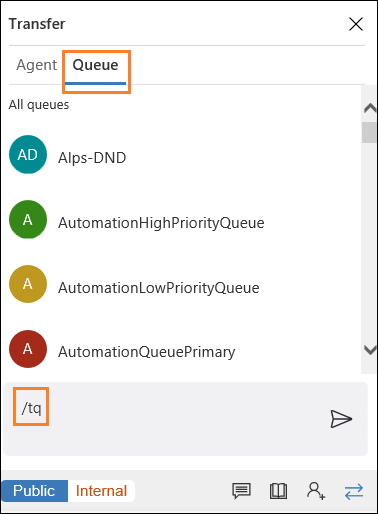 Transfer
Agent Queue
All queues
AD Alps-DND
A AutomationHighPriorityQueue
A AutomationLowPriorityQueue
A AutomationQueuePrimary
/tq
Public Internal